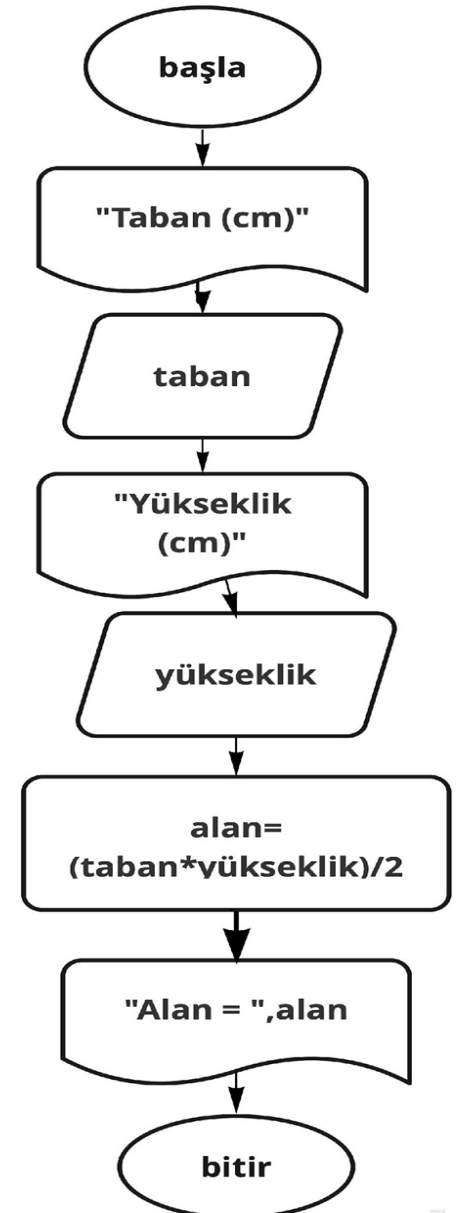 başla
"Taban (cm)"
taban
"Yükseklik
(cm)"
yükseklik
alan=
(taban*yükseklik)/2
"Alan = ",alan
bitir